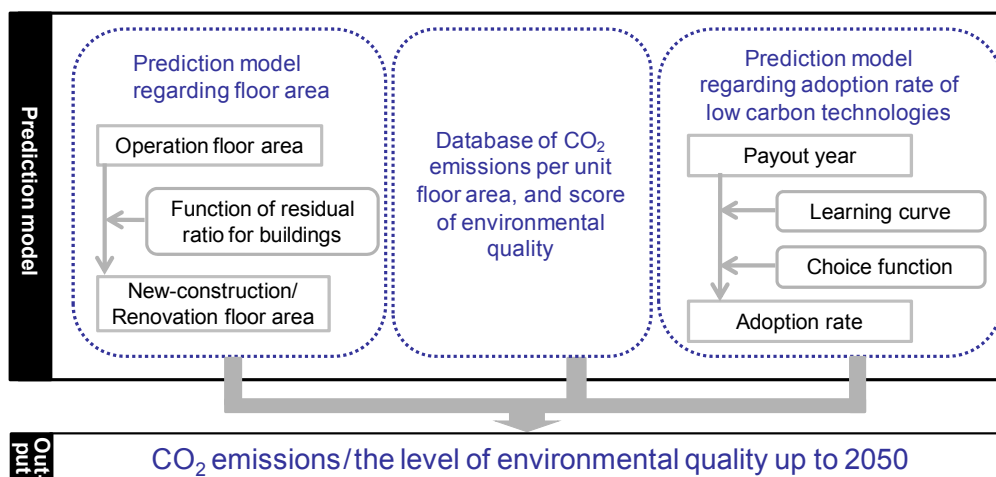 Prediction model
Prediction model
regarding floor area
Operation floor area
Function of residual
ratio for buildings
New-construction/
Renovation floor area
Database of CO₂
emissions per unit
floor area, and score
of environmental
quality
Prediction model
regarding adoption rate of
low carbon technologies
Payout year
Learning curve
Choice function
Adoption rate
Out-
put
CO₂ emissions/the level of environmental quality up to 2050